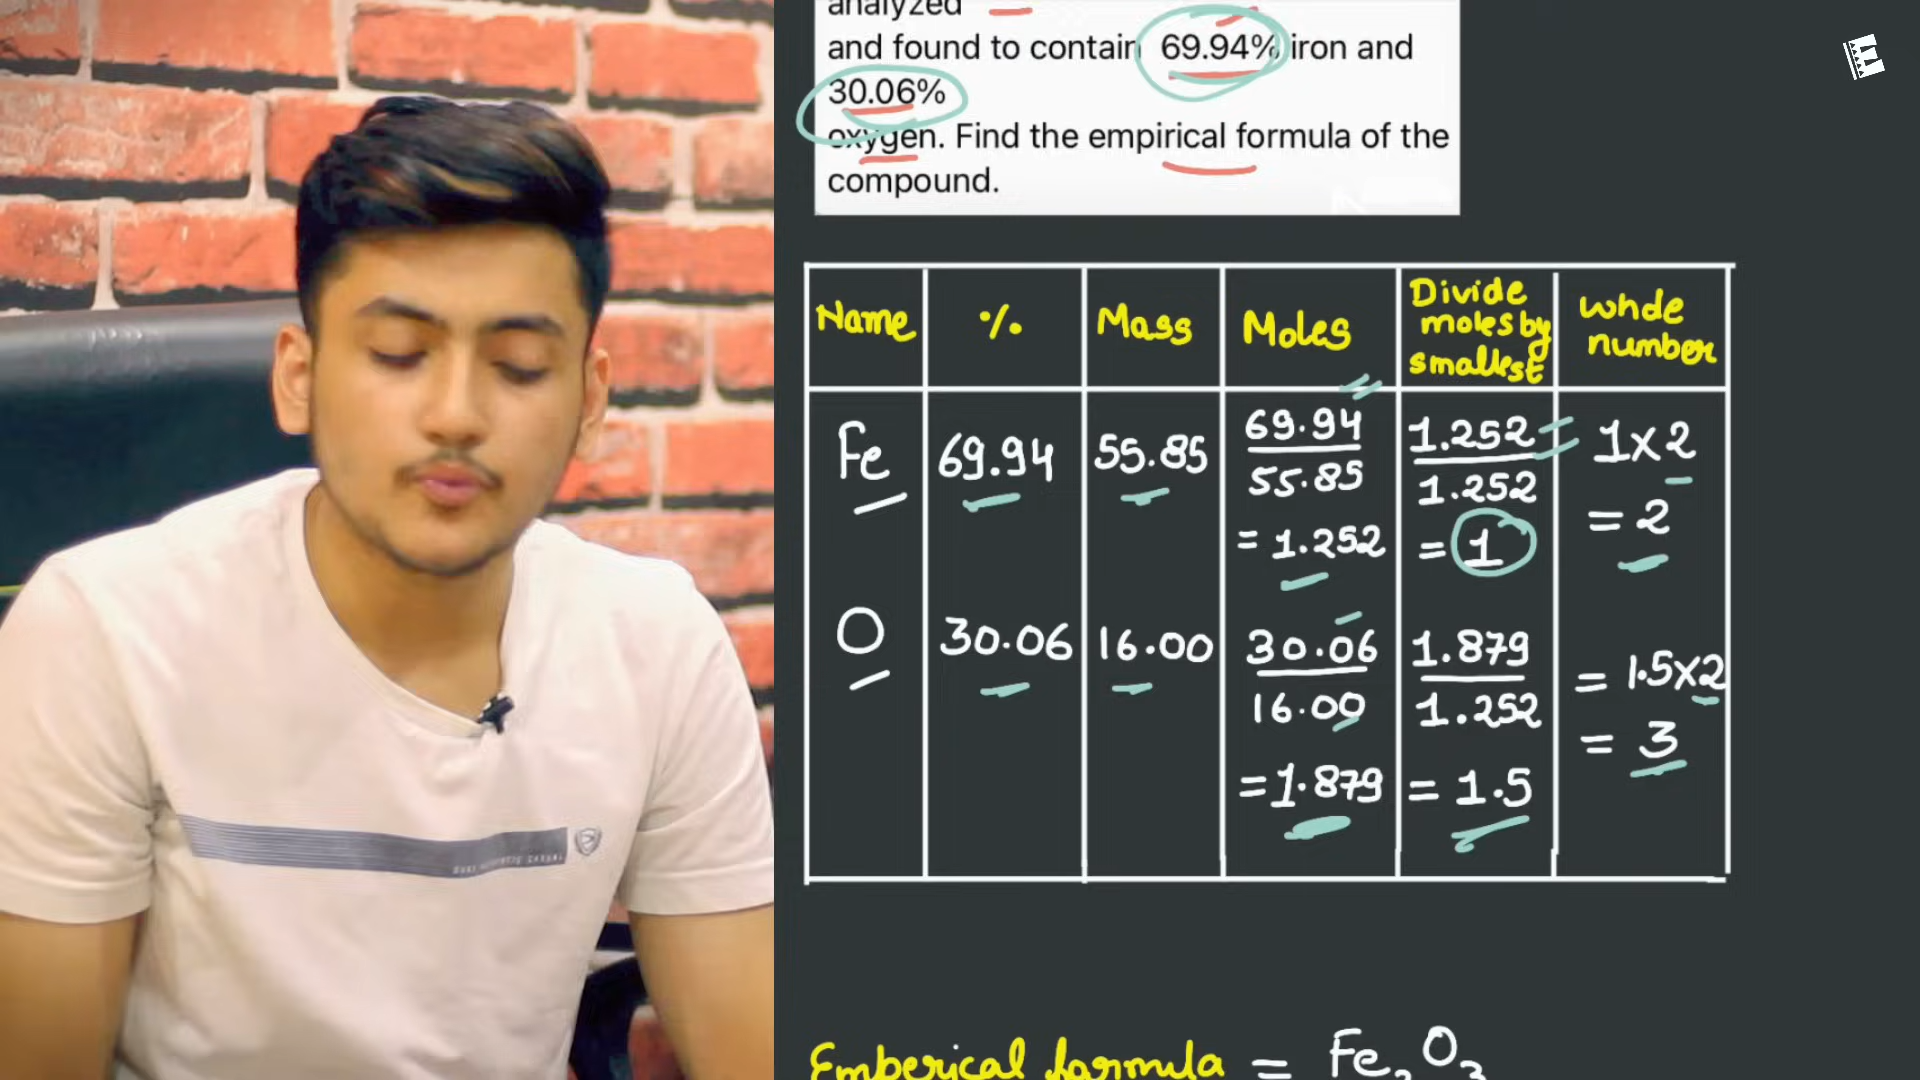 analyzed
and found to contain 69.94% iron and
30.06%
oxygen. Find the empirical formula of the
compound.
Name % Mass Moles Divide moles by smallest Whole number
Fe 69.94 55.85
69.94
55.85
= 1.252
1.252
1.252
= 1
1x2
= 2
O 30.06 16.00
30.06
16.00
= 1.879
1.879
1.252
= 1.5
= 1.5x2
= 3
Emberical formula = Fe2O3
E